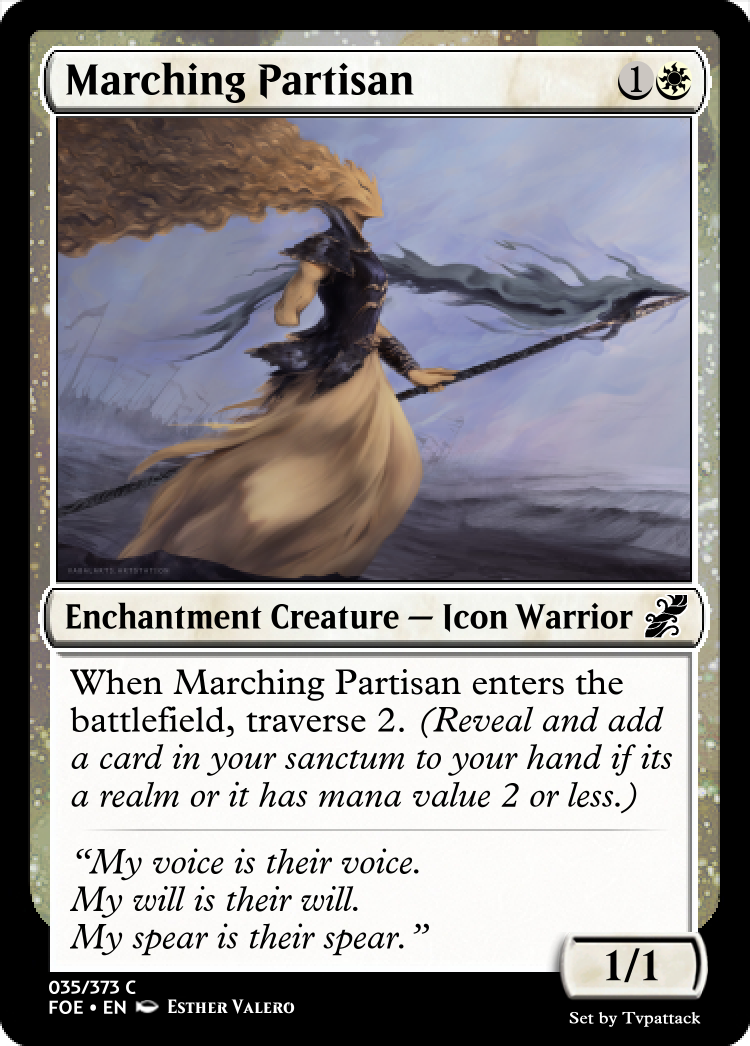 Marching Partisan
1
Enchantment Creature — Icon Warrior
When Marching Partisan enters the
battlefield, traverse 2. (Reveal and add
a card in your sanctum to your hand if its
a realm or it has mana value 2 or less.)
“My voice is their voice.
My will is their will.
My spear is their spear.”
1/1
035/373 C
FOE • EN Esther Valero
Set by Tvpattack